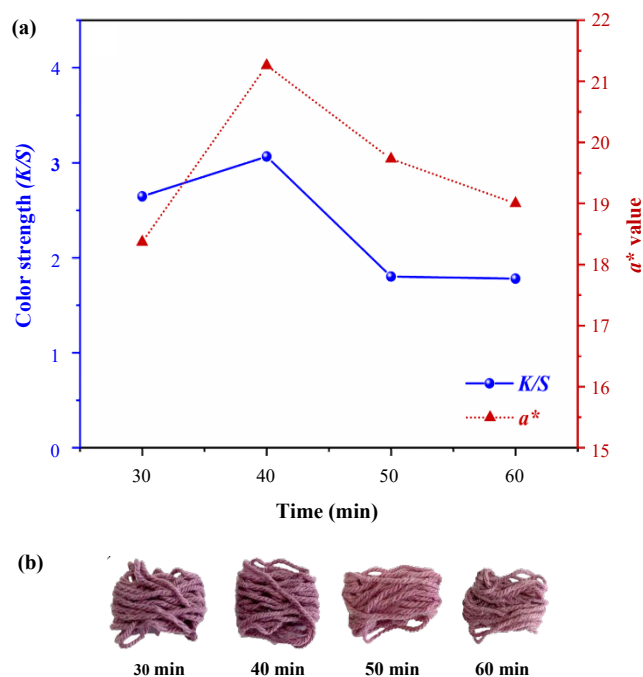 (a)
Color strength (K/S)
4
3
2
1
0
22
21
20
19
18
17
16
15
a* value
K/S
a*
30 40 50 60
Time (min)
(b)
30 min 40 min 50 min 60 min